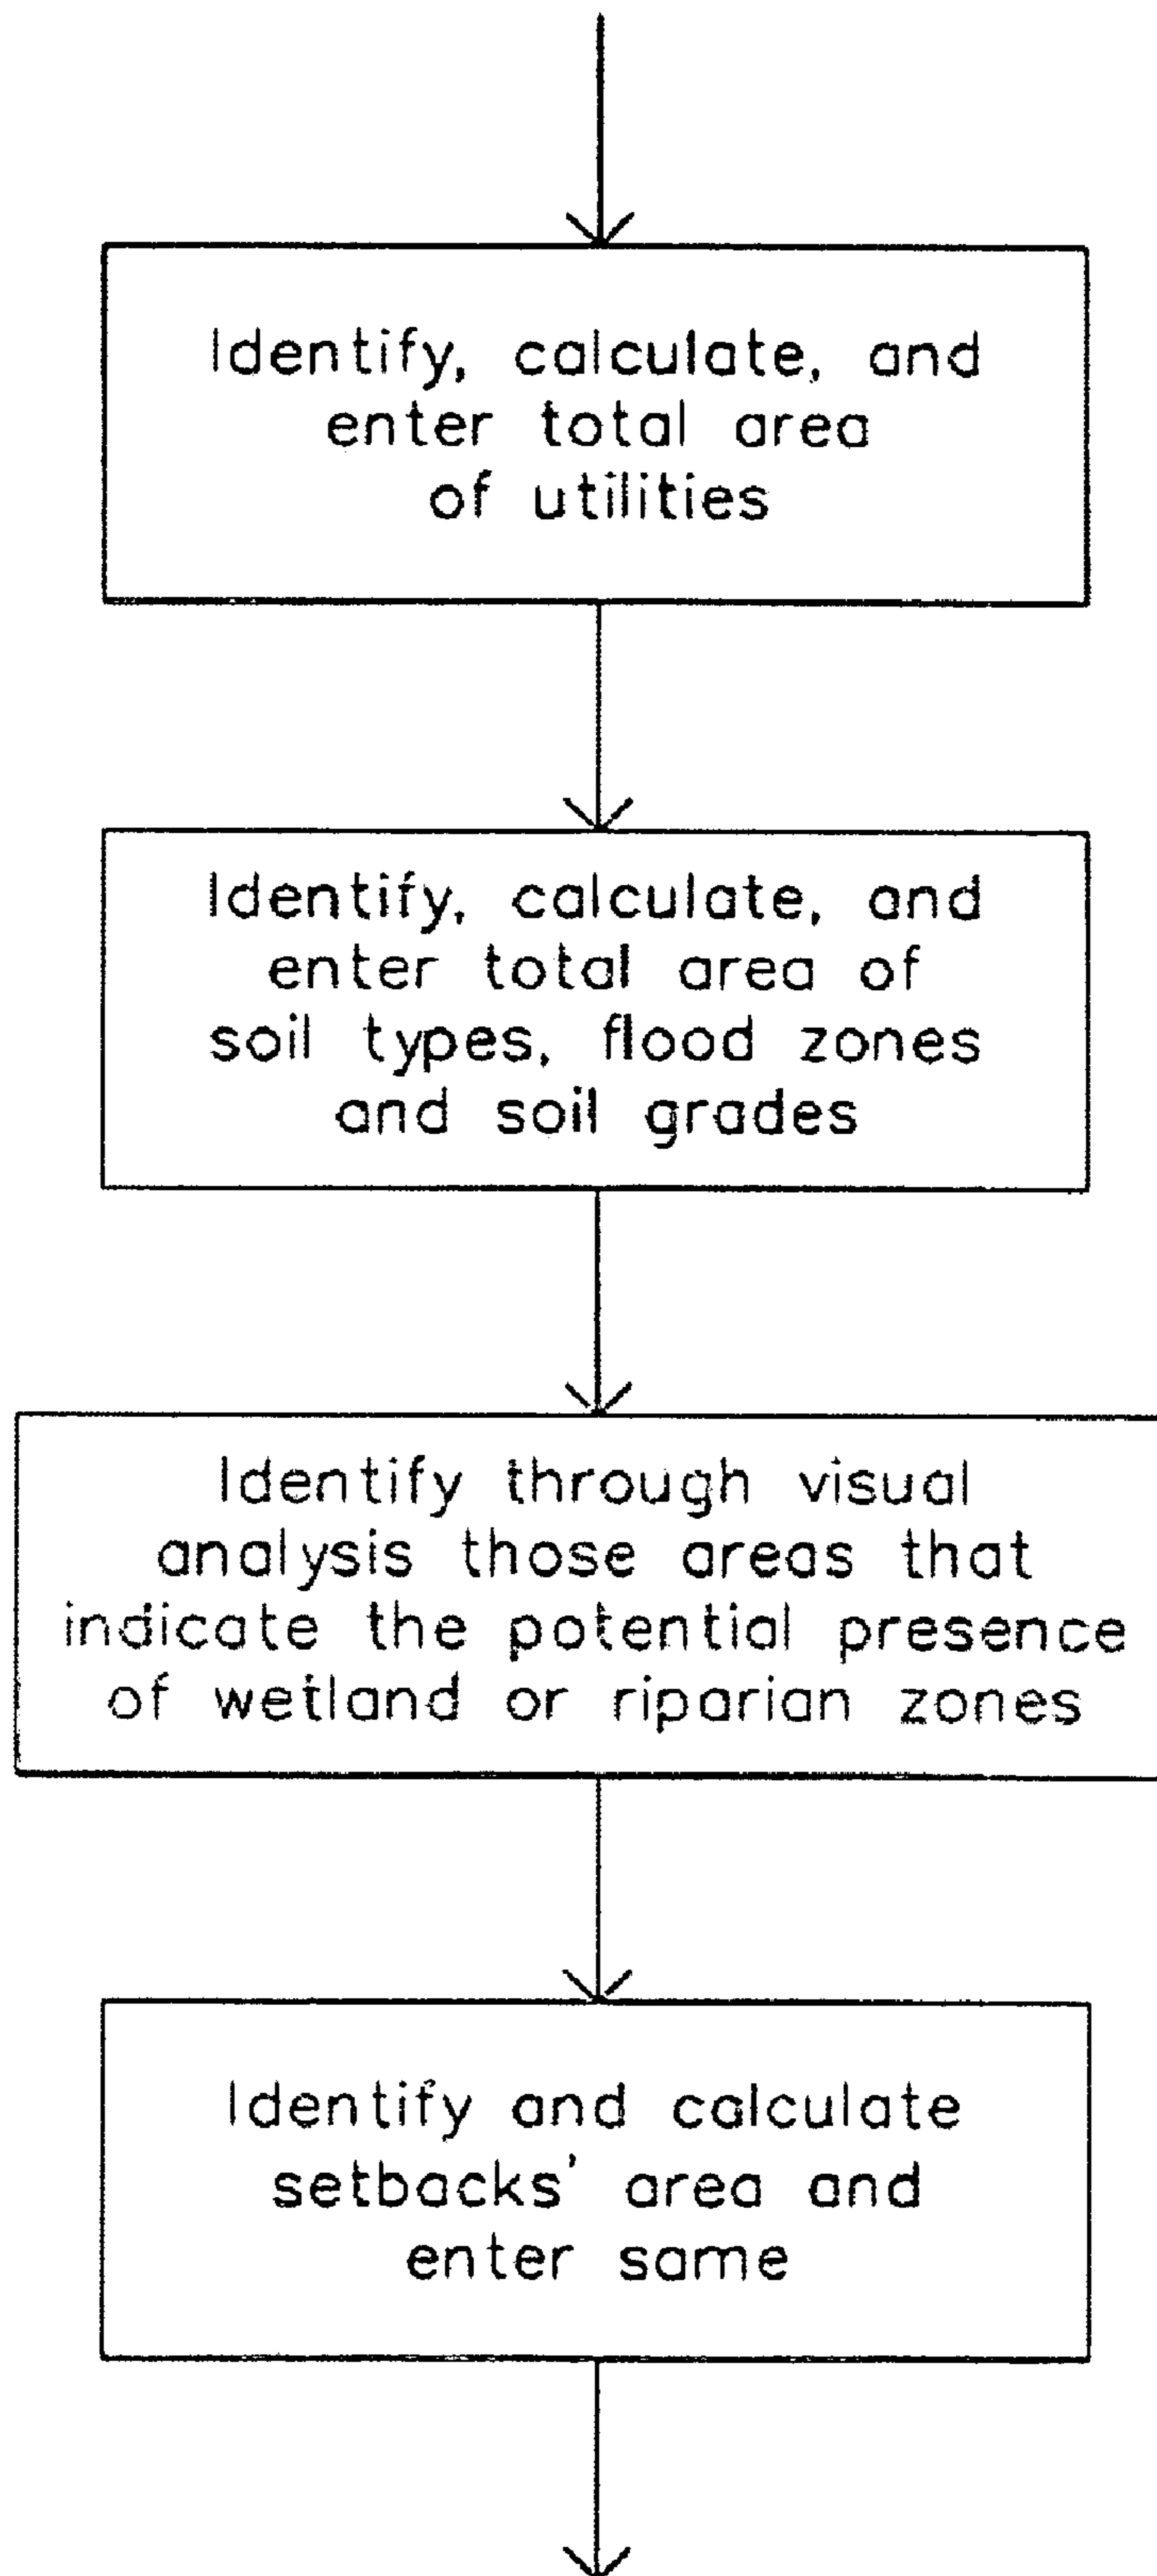 Identify, calculate, and
enter total area
of utilities
Identify, calculate, and
enter total area of
soil types, flood zones
and soil grades
Identify through visual
analysis those areas that
indicate the potential presence
of wetland or riparian zones
Identify and calculate
setbacks' area and
enter same